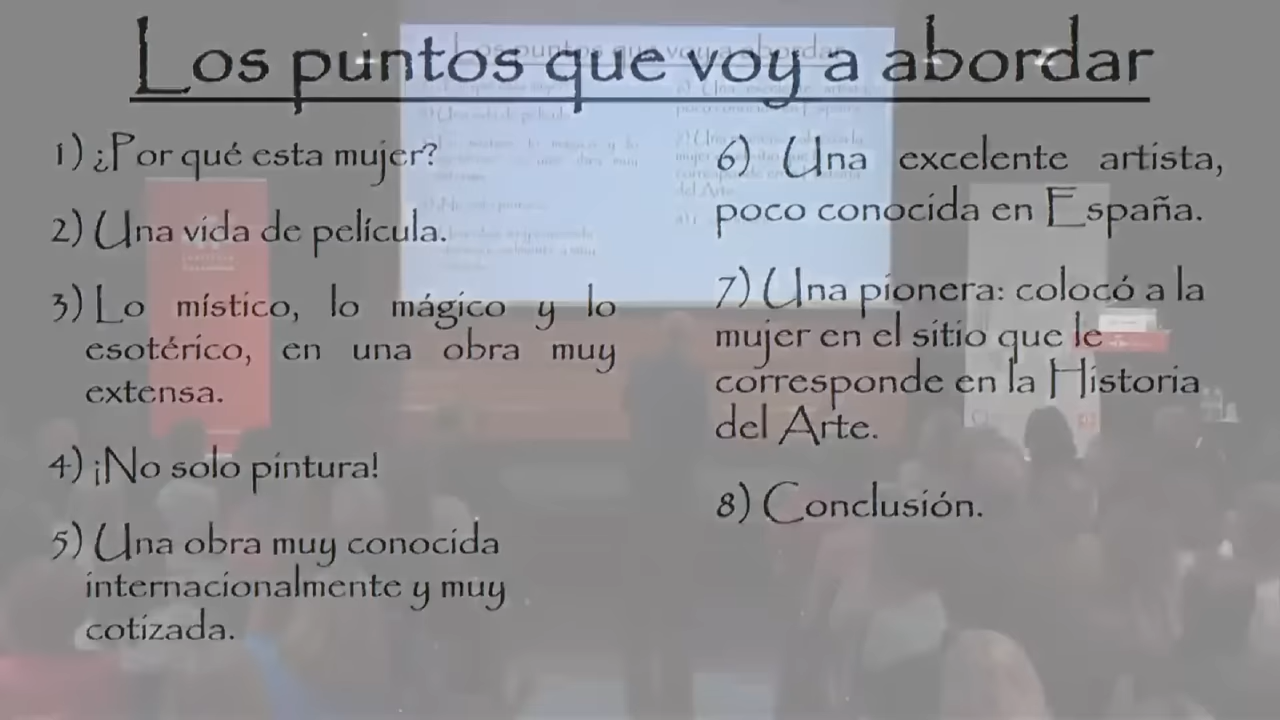 Los puntos que voy a abordar
1) ¿Por qué esta mujer?
2) Una vida de película.
3) Lo místico, lo mágico y lo
esotérico, en una obra muy
extensa.
4) ¡No solo pintura!
5) Una obra muy conocida
internacionalmente y muy
cotizada.
6) Una excelente artista,
poco conocida en España.
7) Una pionera: colocó a la
mujer en el sitio que le
corresponde en la Historia
del Arte.
8) Conclusión.